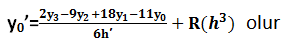 y₀′=(2y₃−9y₂+18y₁−11y₀)/(6h′) + R(h³) olur